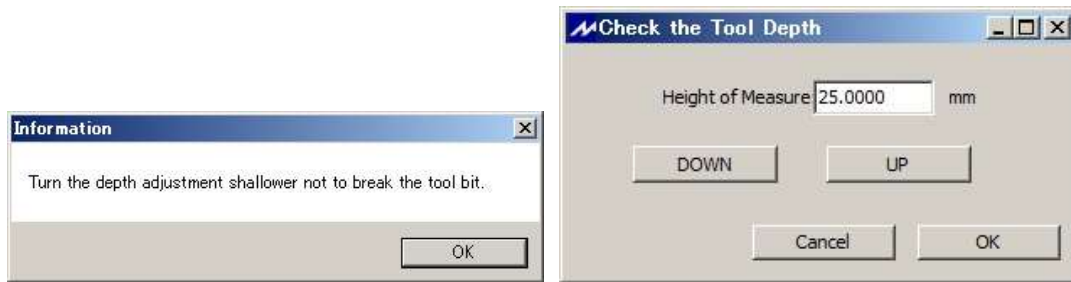 Information
Turn the depth adjustment shallower not to break the tool bit.
OK
Check the Tool Depth
Height of Measure 25.0000 mm
DOWN UP
Cancel OK